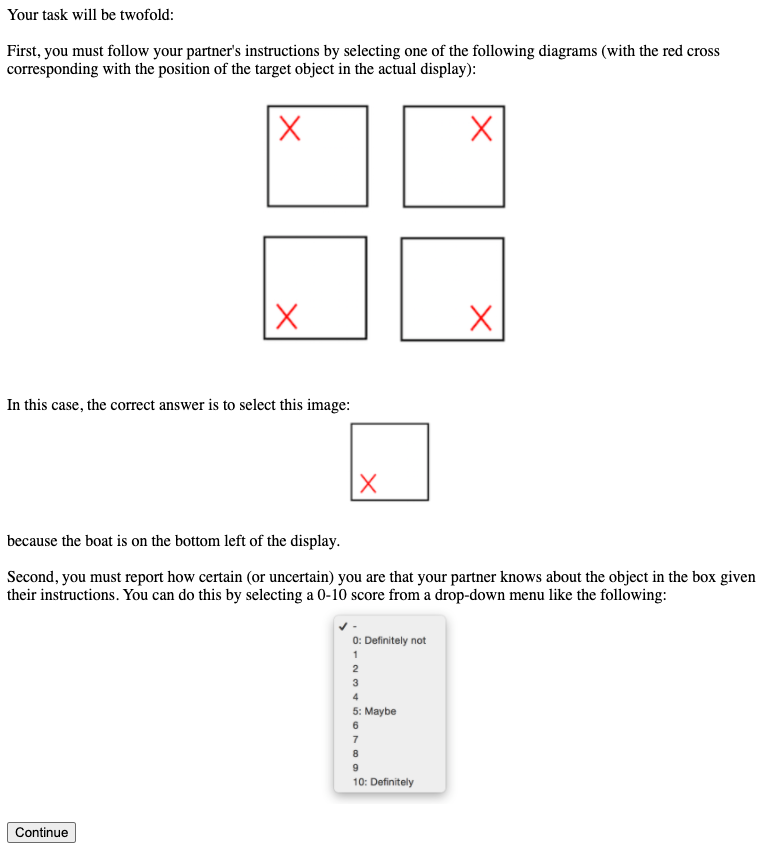 Your task will be twofold:
First, you must follow your partner's instructions by selecting one of the following diagrams (with the red cross
corresponding with the position of the target object in the actual display):
X
X
X
X
In this case, the correct answer is to select this image:
X
because the boat is on the bottom left of the display.
Second, you must report how certain (or uncertain) you are that your partner knows about the object in the box given
their instructions. You can do this by selecting a 0-10 score from a drop-down menu like the following:
✓ -
0: Definitely not
1
2
3
4
5: Maybe
6
7
8
9
10: Definitely
Continue